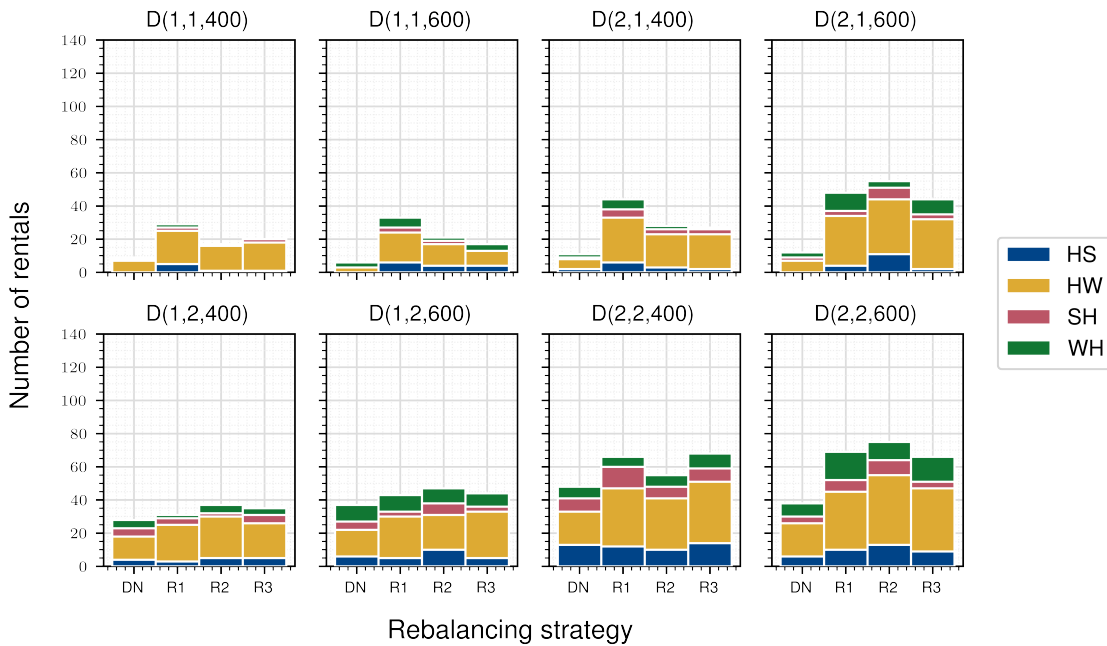 D(1,1,400) D(1,1,600) D(2,1,400) D(2,1,600)
140
120
100
80
60
40
20
0
D(1,2,400) D(1,2,600) D(2,2,400) D(2,2,600)
140
120
100
80
60
40
20
0
DN R1 R2 R3 DN R1 R2 R3 DN R1 R2 R3 DN R1 R2 R3
Number of rentals
Rebalancing strategy
HS
HW
SH
WH